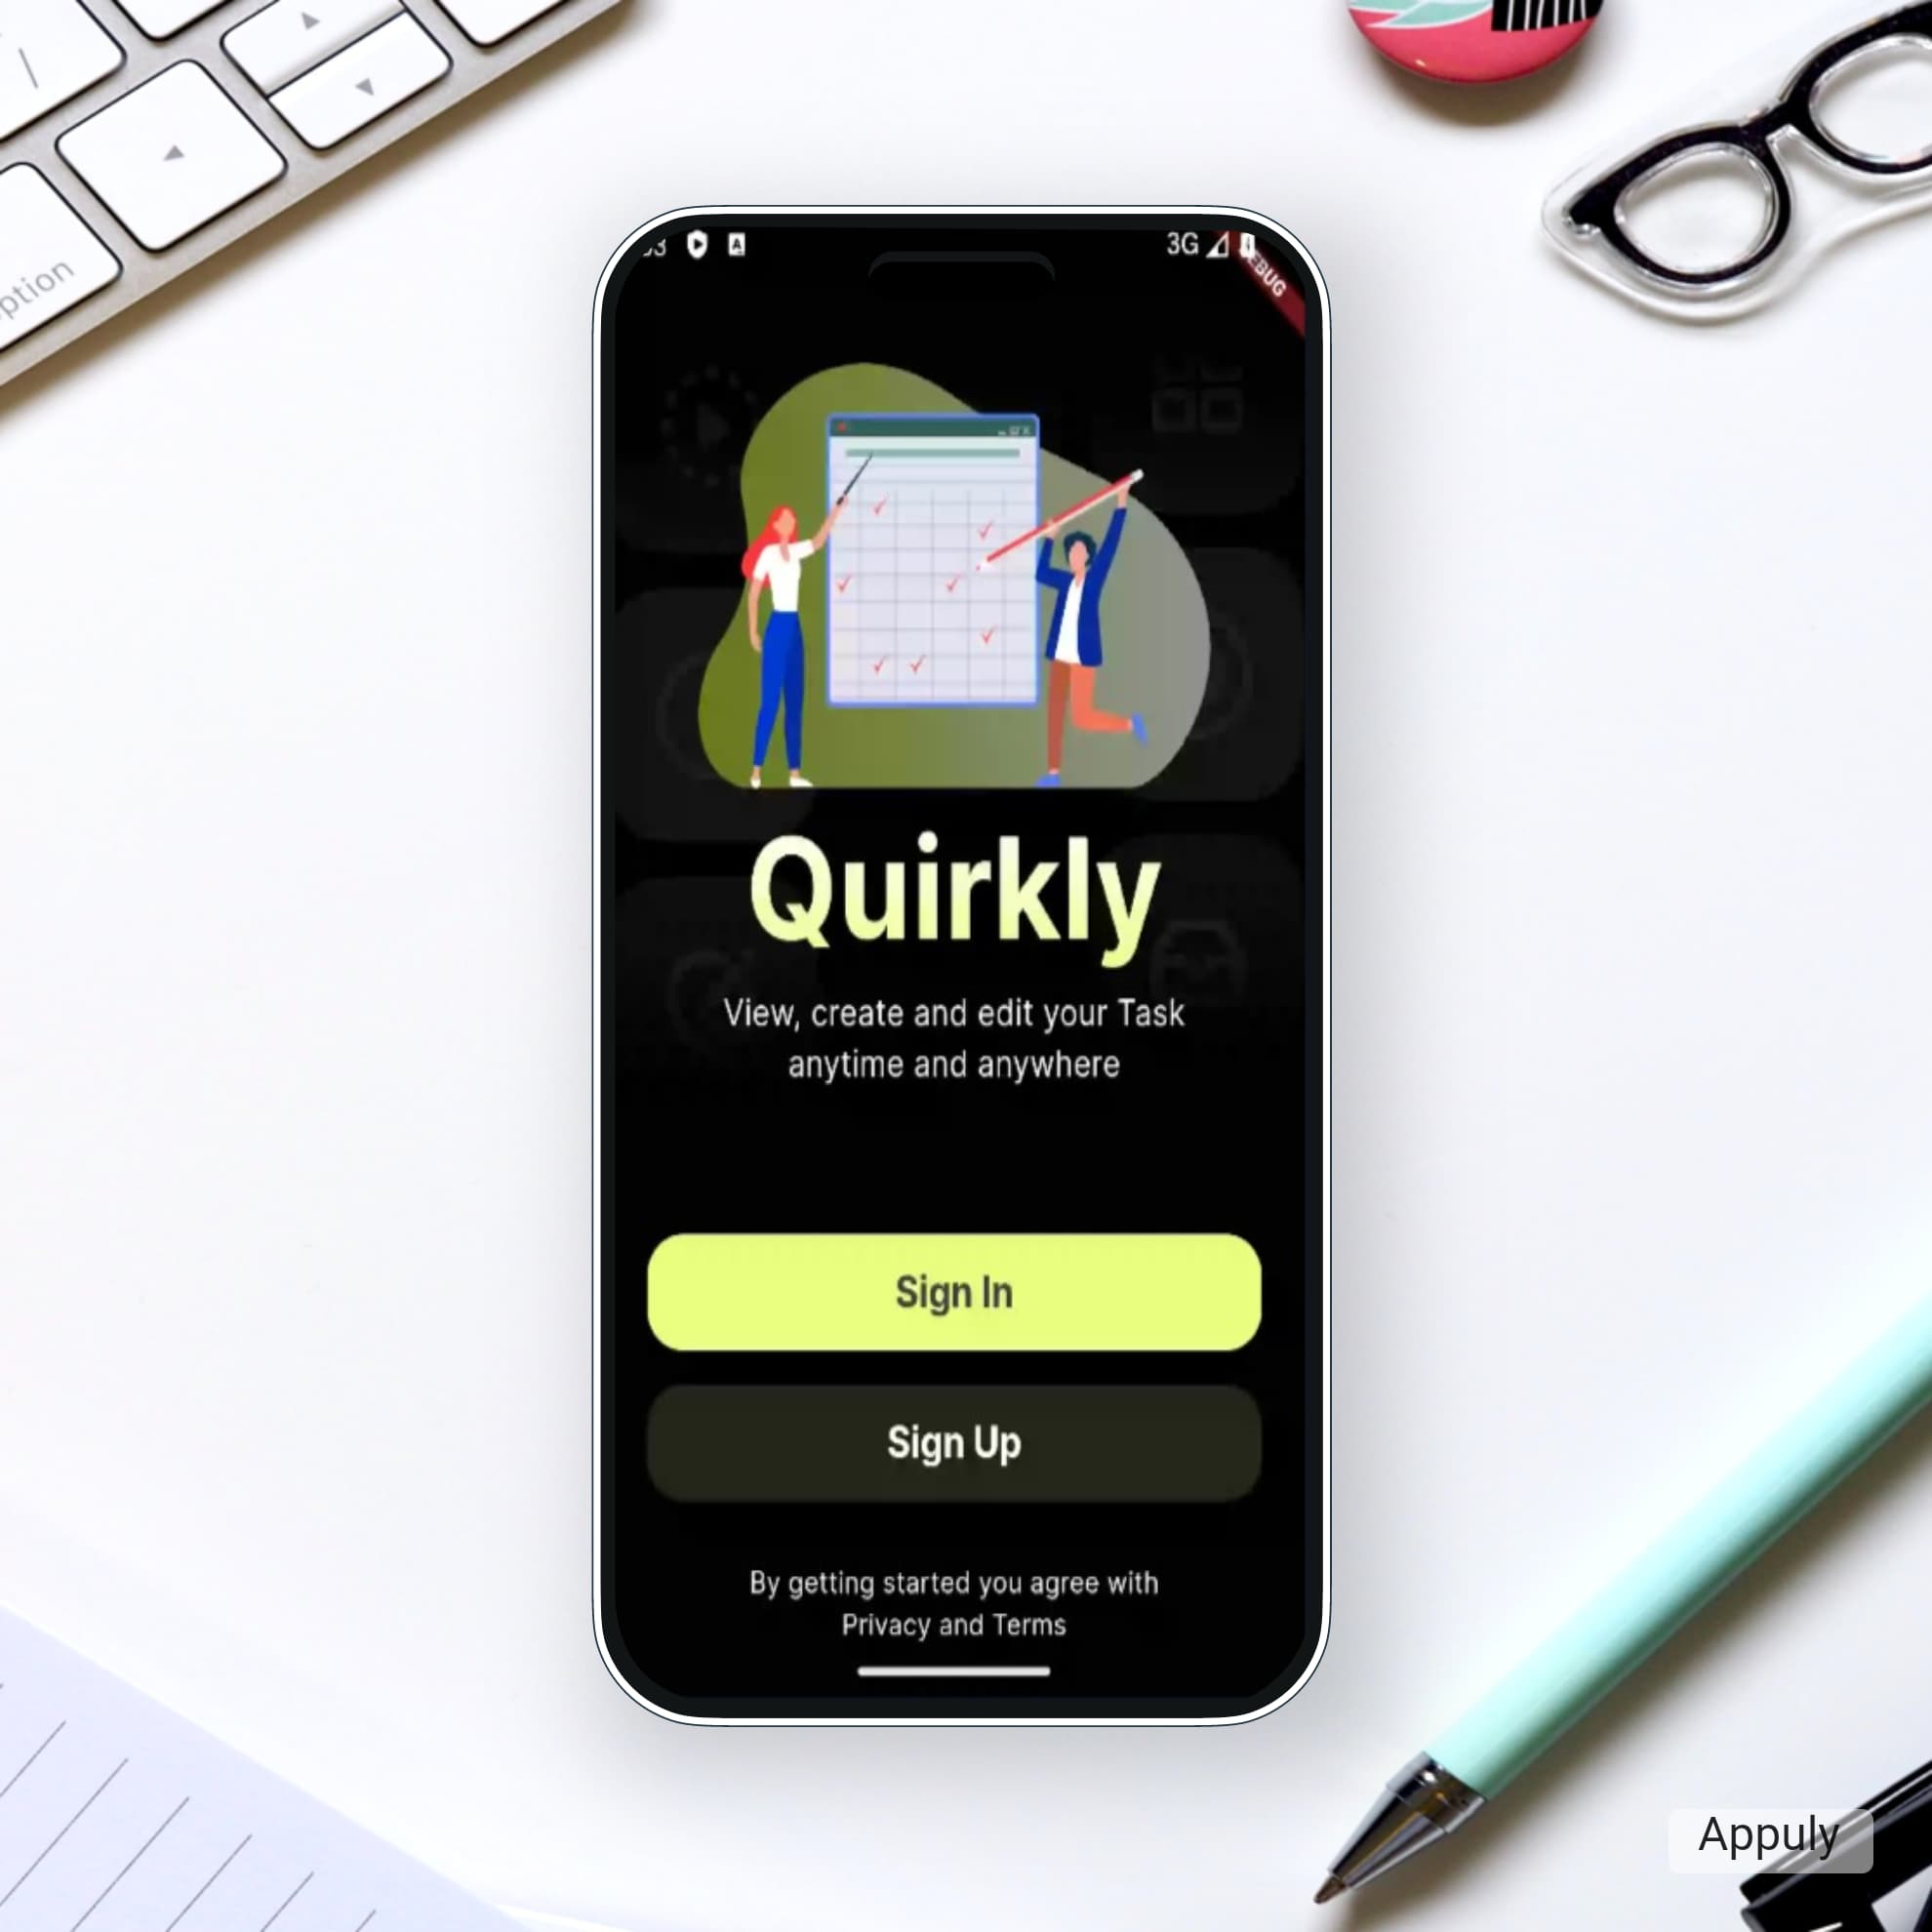 /
ption
3G
Quirkly
View, create and edit your Task
anytime and anywhere
Sign In
Sign Up
By getting started you agree with
Privacy and Terms
Appuly